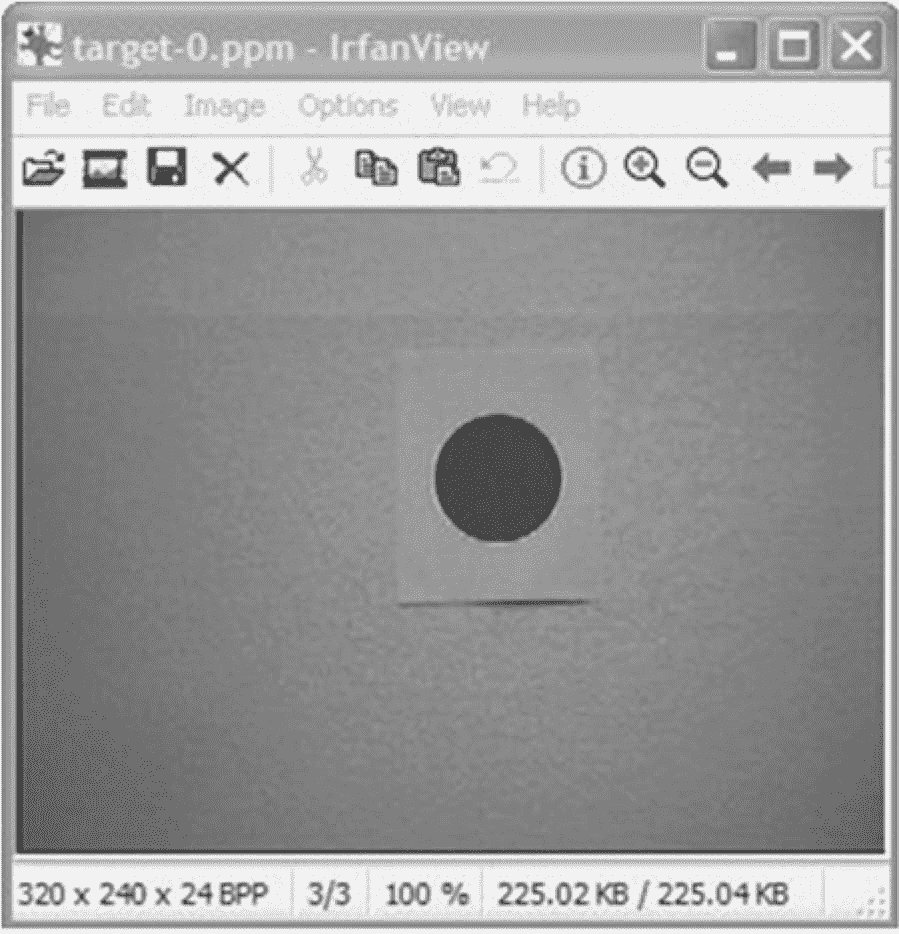 target-0.ppm - IrfanView
File Edit Image Options View Help
320 x 240 x 24 BPP 3/3 100 % 225.02 KB / 225.04 KB